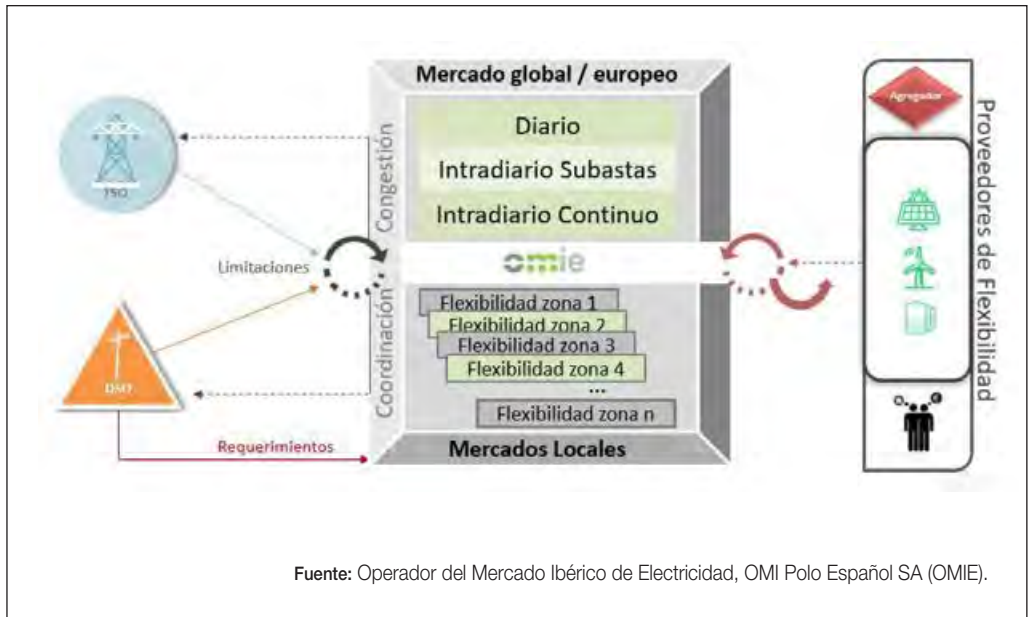 Mercado global / europeo
Diario
Intradiario Subastas
Intradiario Continuo
omie
Flexibilidad zona 1
Flexibilidad zona 2
Flexibilidad zona 3
Flexibilidad zona 4
...
Flexibilidad zona n
Mercados Locales
Congestión
Coordinación
TSO
Limitaciones
DSO
Requerimientos
Agregador
Proveedores de Flexibilidad
Fuente: Operador del Mercado Ibérico de Electricidad, OMI Polo Español SA (OMIE).